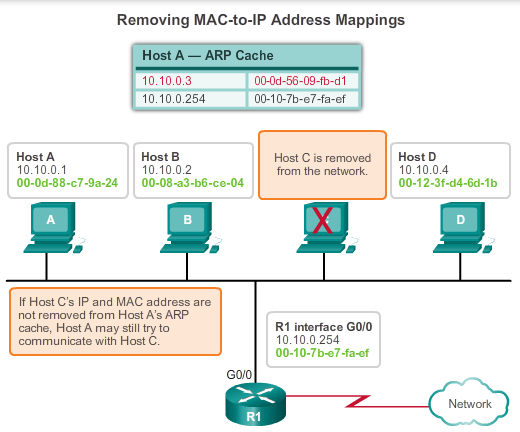 Removing MAC-to-IP Address Mappings
Host A — ARP Cache
10.10.0.3 00-0d-56-09-fb-d1
10.10.0.254 00-10-7b-e7-fa-ef
Host A
10.10.0.1
00-0d-88-c7-9a-24
Host B
10.10.0.2
00-08-a3-b6-ce-04
Host C is removed
from the network.
Host D
10.10.0.4
00-12-3f-d4-6d-1b
A
B
D
If Host C's IP and MAC address are
not removed from Host A's ARP
cache, Host A may still try to
communicate with Host C.
R1 interface G0/0
10.10.0.254
00-10-7b-e7-fa-ef
G0/0
R1
Network